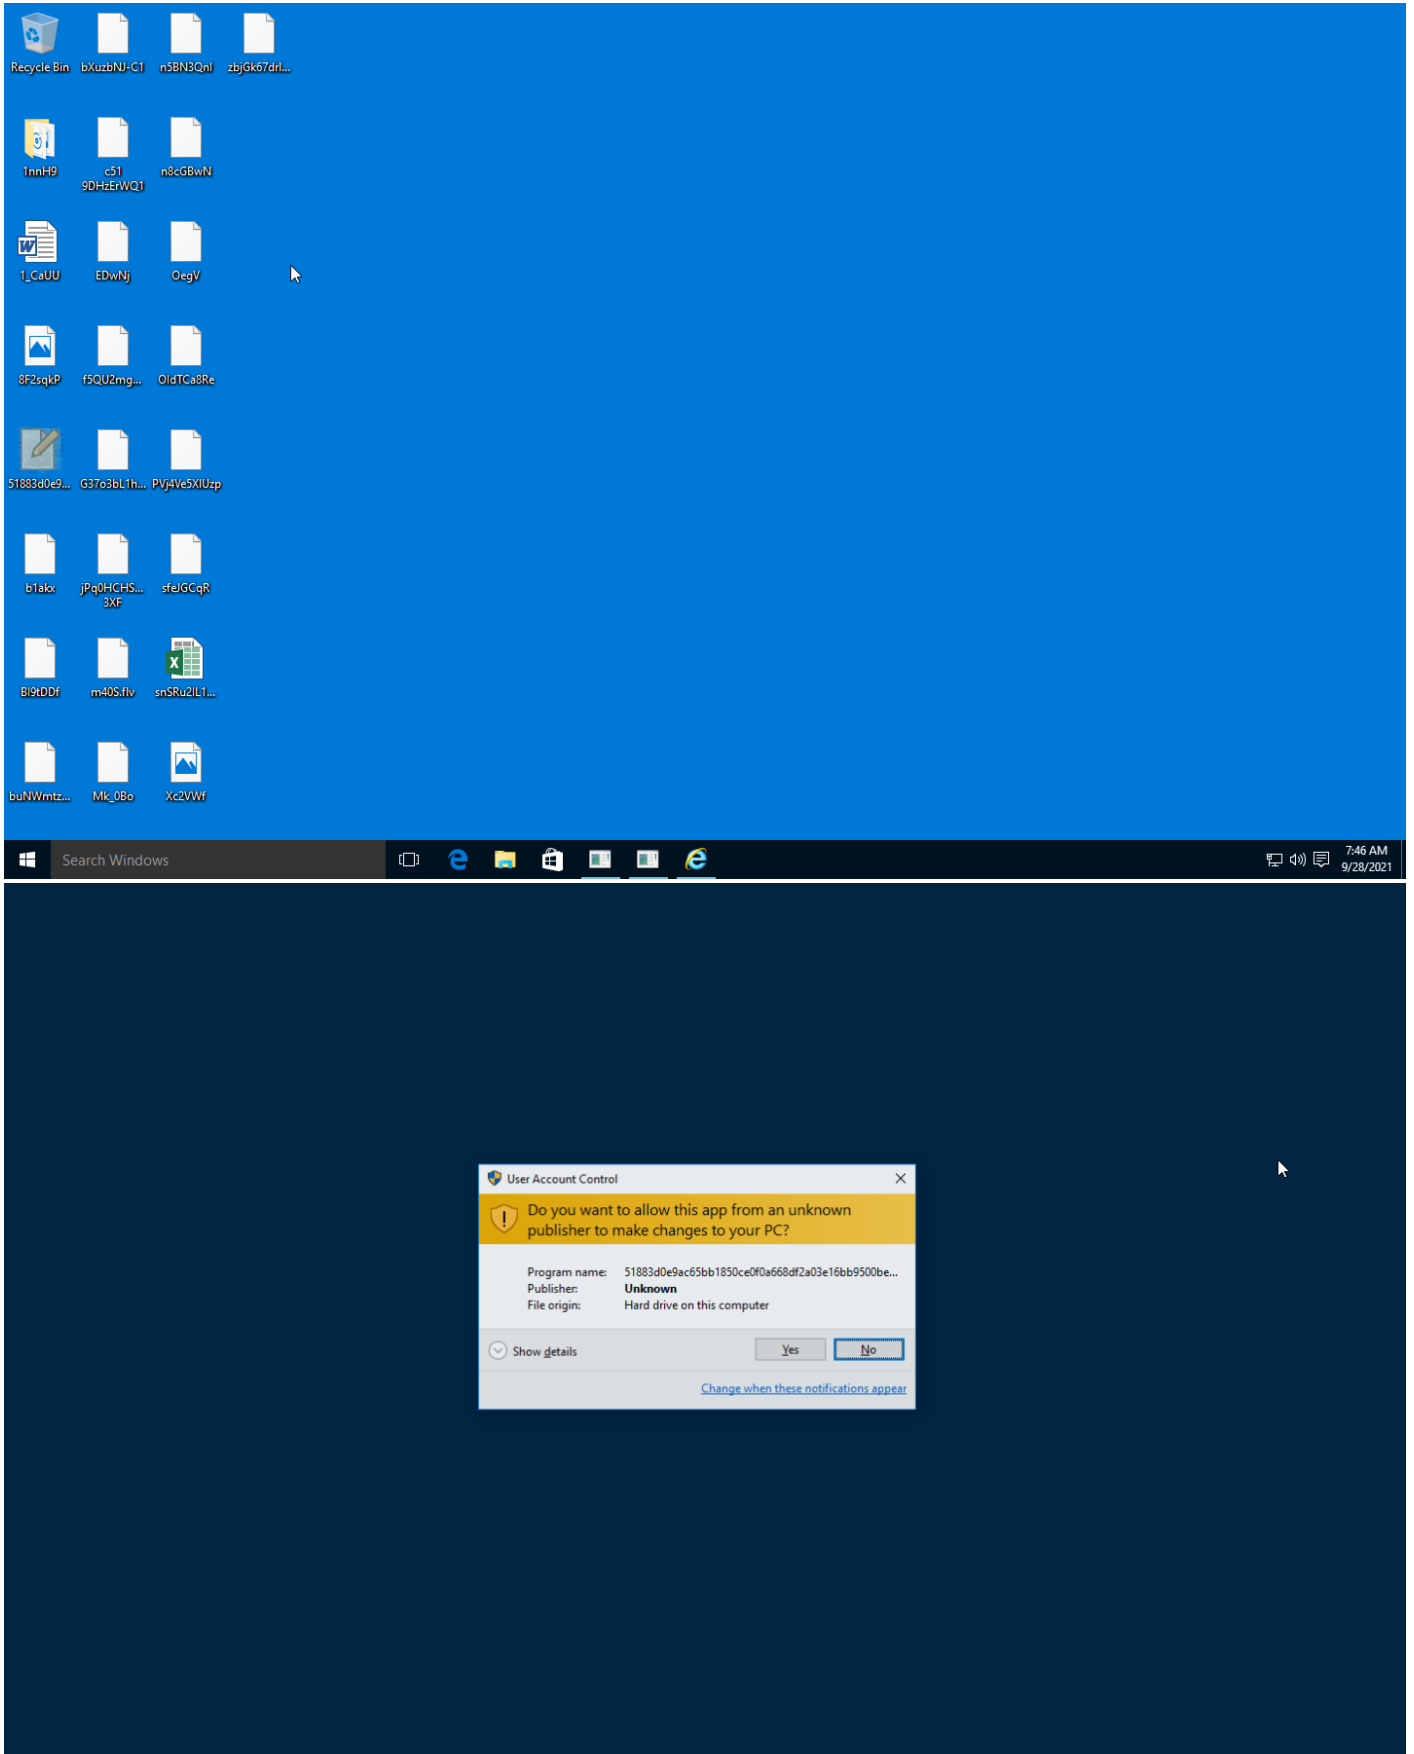 Recycle Bin
bXuzbNJ-C1
n5BN3QnI
zbjGk67drl...
1nnH9
c51
9DHzErWQ1
n8cGBwN
1_CaUU
EDwNj
OegV
8F2sqkP
f5QU2mg...
OldTCa8Re
51883d0e9...
G37o3bL1h...
PVj4Ve5XlUzp
b1akx
jPq0HCHS...
3XF
sfeJGCqR
Bl9tDDf
m40S.flv
snSRu2lL1...
buNWmtz...
Mk_0Bo
Xc2VWf
Search Windows
7:46 AM
9/28/2021
User Account Control
Do you want to allow this app from an unknown
publisher to make changes to your PC?
Program name: 51883d0e9ac65bb1850ce0f0a668df2a03e16bb9500be...
Publisher: Unknown
File origin: Hard drive on this computer
Show details
Yes
No
Change when these notifications appear